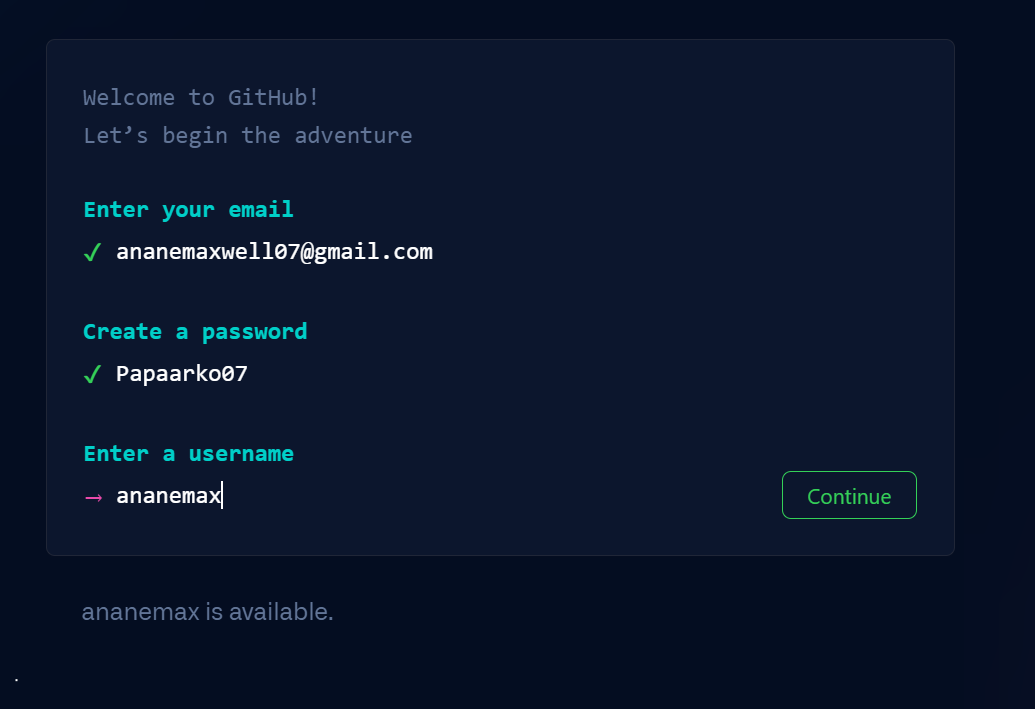 Welcome to GitHub!
Let’s begin the adventure
Enter your email
✓ ananemaxwell07@gmail.com
Create a password
✓ Papaarko07
Enter a username
→ ananemax
Continue
ananemax is available.
.